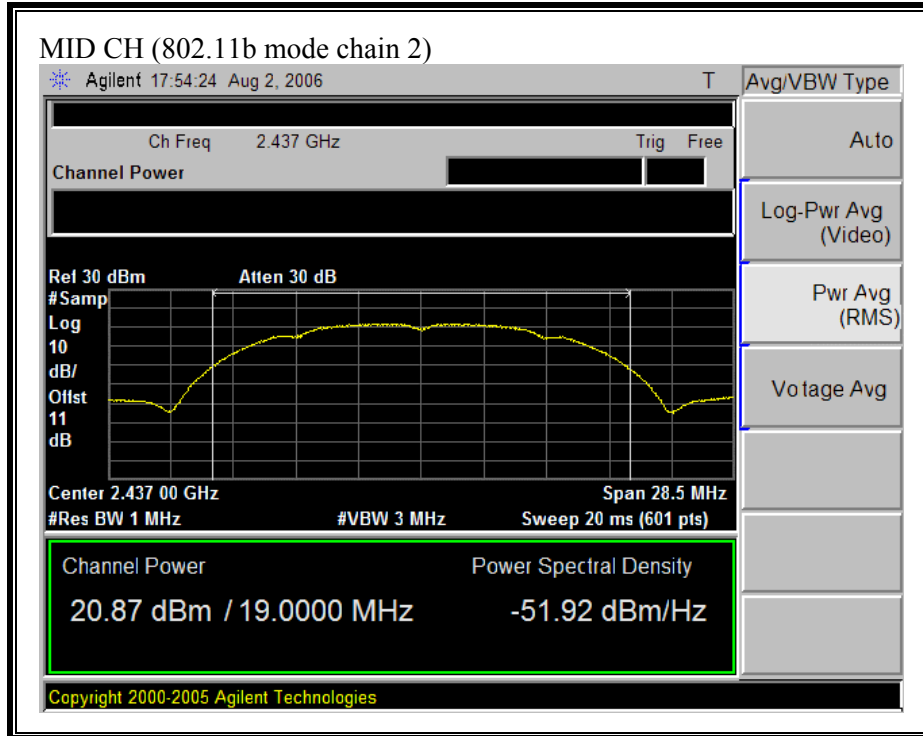 MID CH (802.11b mode chain 2)
Agilent 17:54:24 Aug 2, 2006 T
Avg/VBW Type
Ch Freq 2.437 GHz Trig Free
Channel Power
Auto
Log-Pwr Avg
(Video)
Pwr Avg
(RMS)
Voltage Avg
Ref 30 dBm Atten 30 dB
#Samp
Log
10
dB/
Offst
11
dB
Center 2.437 00 GHz Span 28.5 MHz
#Res BW 1 MHz #VBW 3 MHz Sweep 20 ms (601 pts)
Channel Power Power Spectral Density
20.87 dBm / 19.0000 MHz -51.92 dBm/Hz
Copyright 2000-2005 Agilent Technologies